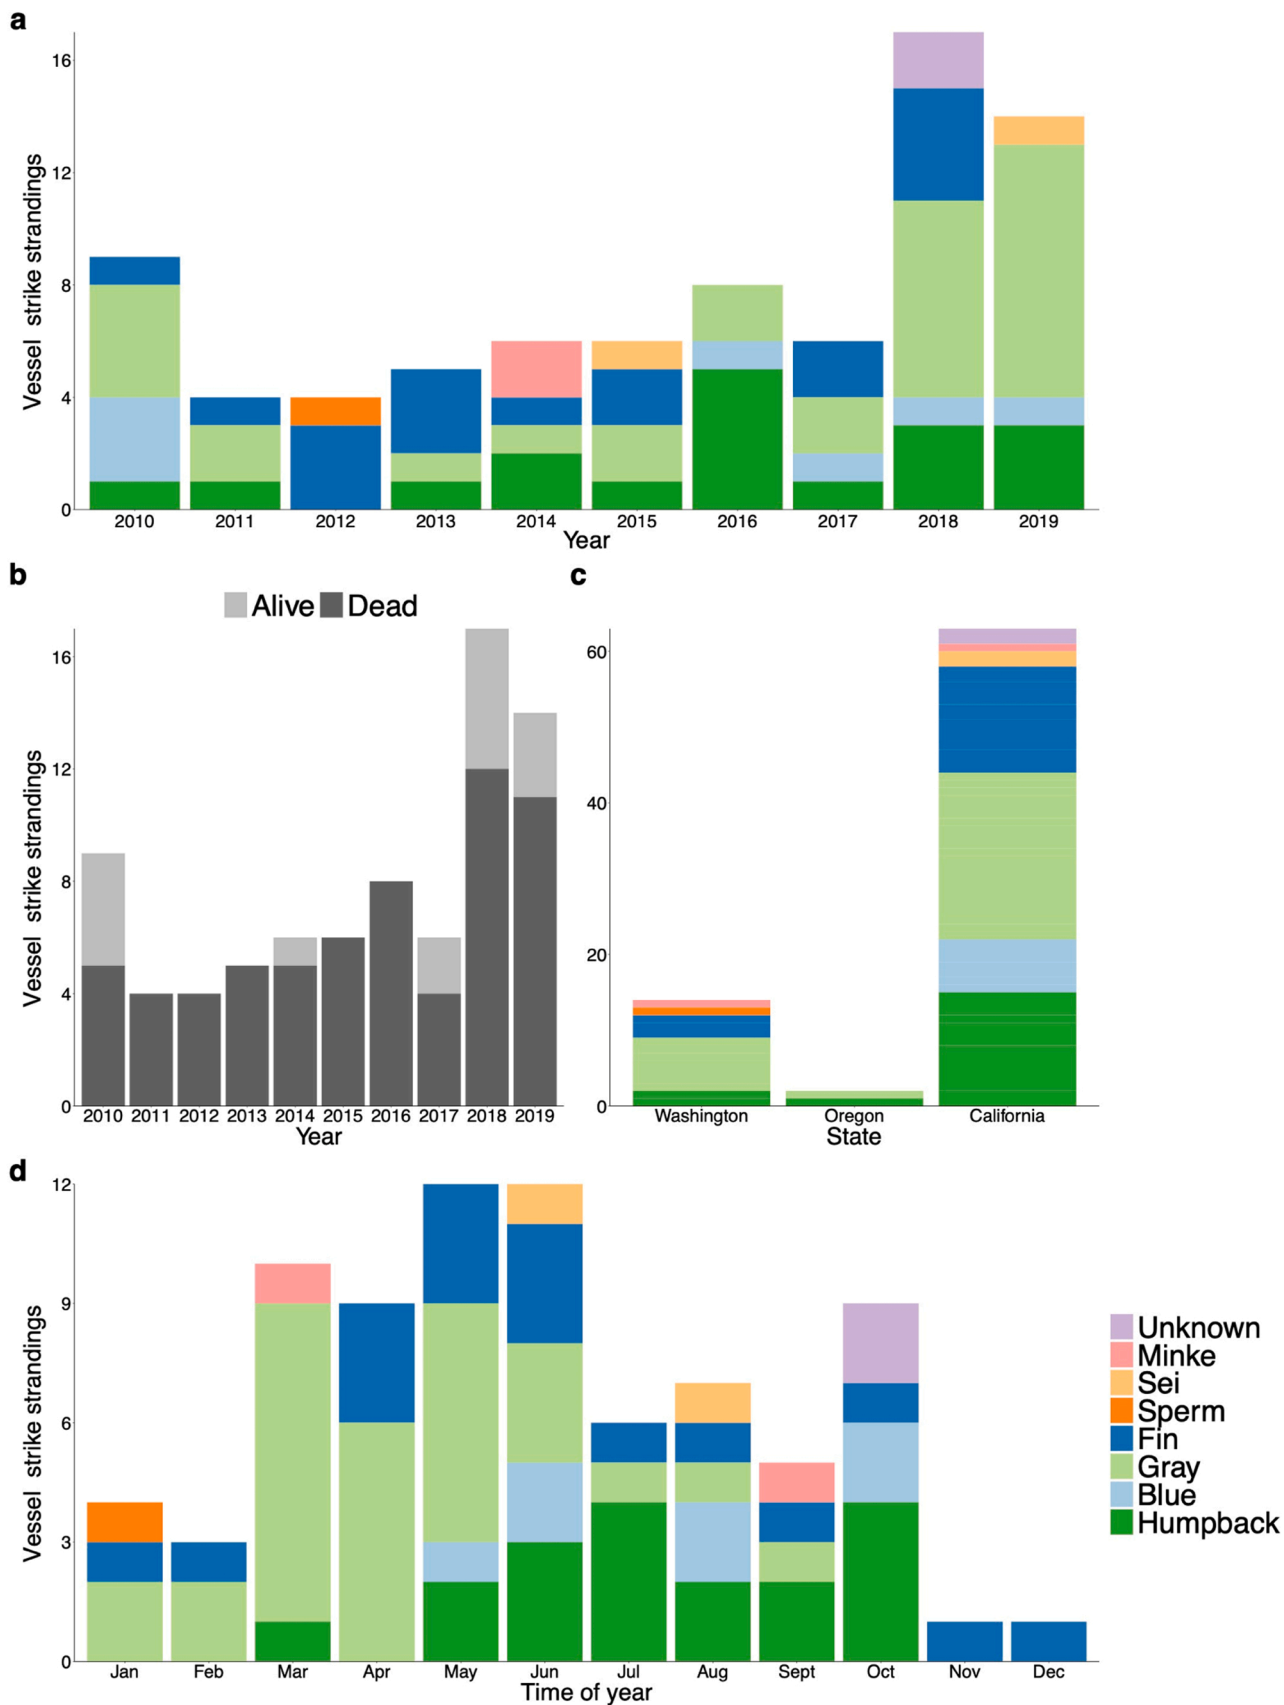 a
16
12
8
4
0
Vessel strike strandings
2010 2011 2012 2013 2014 2015 2016 2017 2018 2019
Year
b
Alive Dead
16
12
8
4
0
Vessel strike strandings
2010 2011 2012 2013 2014 2015 2016 2017 2018 2019
Year
c
60
40
20
0
Washington Oregon California
State
d
12
9
6
3
0
Vessel strike strandings
Jan Feb Mar Apr May Jun Jul Aug Sept Oct Nov Dec
Time of year
Unknown
Minke
Sei
Sperm
Fin
Gray
Blue
Humpback